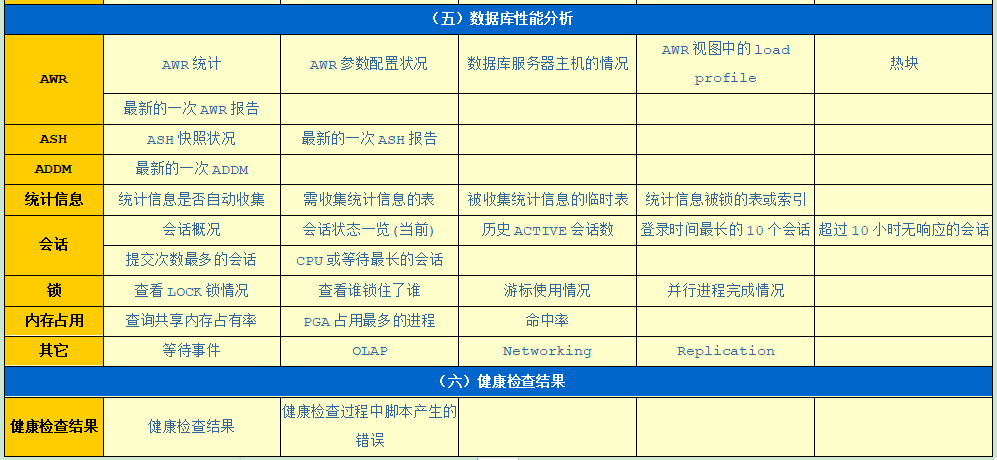 （五）数据库性能分析
AWR
AWR 统计
AWR 参数配置状况
数据库服务器主机的情况
AWR 视图中的 load
profile
热块
最新的一次 AWR 报告
ASH
ASH 快照状况
最新的一次 ASH 报告
ADDM
最新的一次 ADDM
统计信息
统计信息是否自动收集
需收集统计信息的表
被收集统计信息的临时表
统计信息被锁的表或索引
会话
会话概况
会话状态一览(当前)
历史 ACTIVE 会话数
登录时间最长的 10 个会话
超过 10 小时无响应的会话
提交次数最多的会话
CPU 或等待最长的会话
锁
查看 LOCK 锁情况
查看谁锁住了谁
游标使用情况
并行进程完成情况
内存占用
查询共享内存占有率
PGA 占用最多的进程
命中率
其它
等待事件
OLAP
Networking
Replication
（六）健康检查结果
健康检查结果
健康检查结果
健康检查过程中脚本产生的
错误